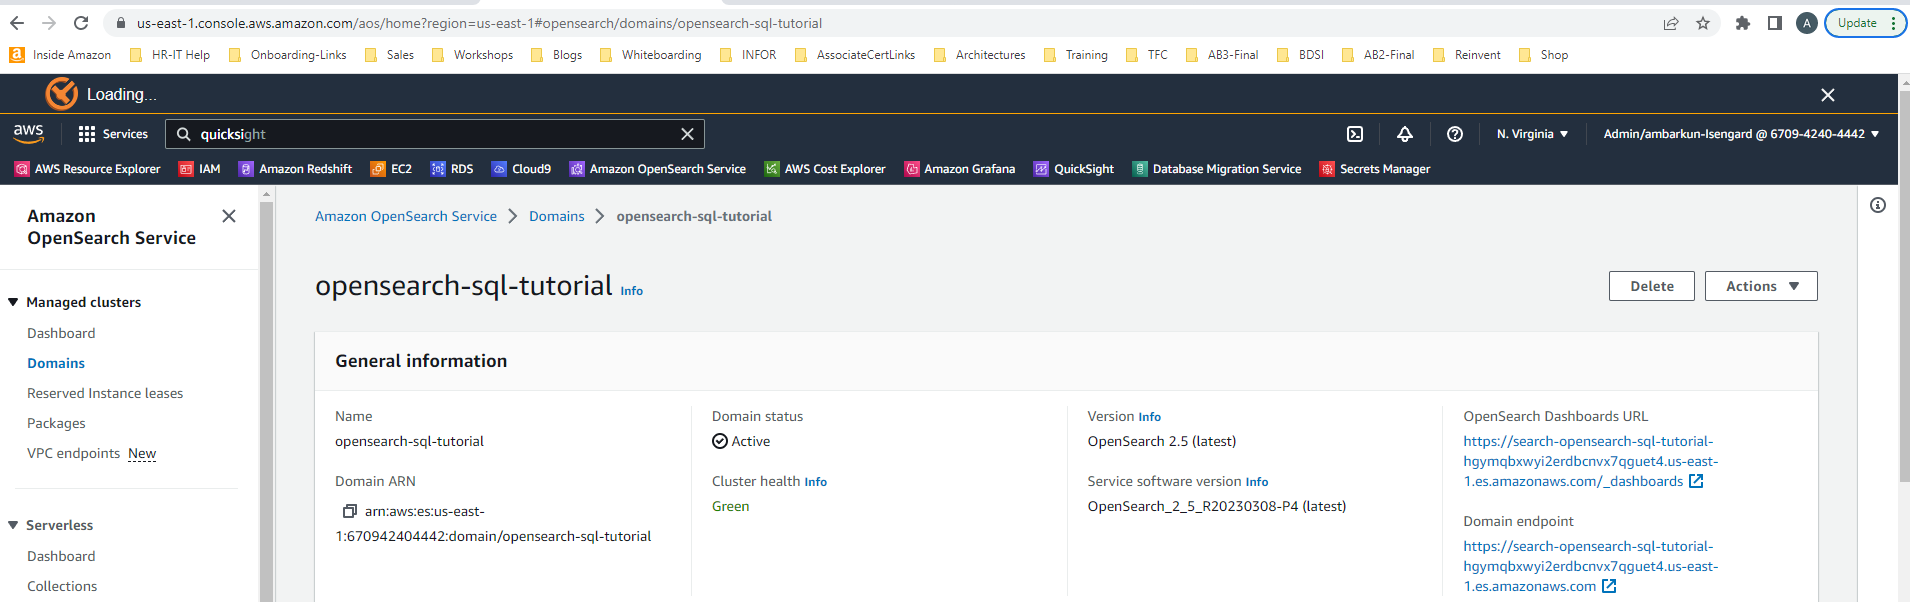 us-east-1.console.aws.amazon.com/aos/home?region=us-east-1#opensearch/domains/opensearch-sql-tutorial
A
Update
a Inside Amazon HR-IT Help Onboarding-Links Sales Workshops Blogs Whiteboarding INFOR AssociateCertLinks Architectures Training TFC AB3-Final BDSI AB2-Final Reinvent Shop
Loading...
aws Services quicksight N. Virginia Admin/ambarkun-Isengard @ 6709-4240-4442
AWS Resource Explorer IAM Amazon Redshift EC2 RDS Cloud9 Amazon OpenSearch Service AWS Cost Explorer Amazon Grafana QuickSight Database Migration Service Secrets Manager
Amazon
OpenSearch Service
Managed clusters
Dashboard
Domains
Reserved Instance leases
Packages
VPC endpoints New
Serverless
Dashboard
Collections
Amazon OpenSearch Service > Domains > opensearch-sql-tutorial
opensearch-sql-tutorial Info
Delete Actions
General information
Name
opensearch-sql-tutorial
Domain ARN
arn:aws:es:us-east-
1:670942404442:domain/opensearch-sql-tutorial
Domain status
Active
Cluster health Info
Green
Version Info
OpenSearch 2.5 (latest)
Service software version Info
OpenSearch_2_5_R20230308-P4 (latest)
OpenSearch Dashboards URL
https://search-opensearch-sql-tutorial-
hgymqbxwyi2erdbcnvx7qguet4.us-east-
1.es.amazonaws.com/_dashboards
Domain endpoint
https://search-opensearch-sql-tutorial-
hgymqbxwyi2erdbcnvx7qguet4.us-east-
1.es.amazonaws.com